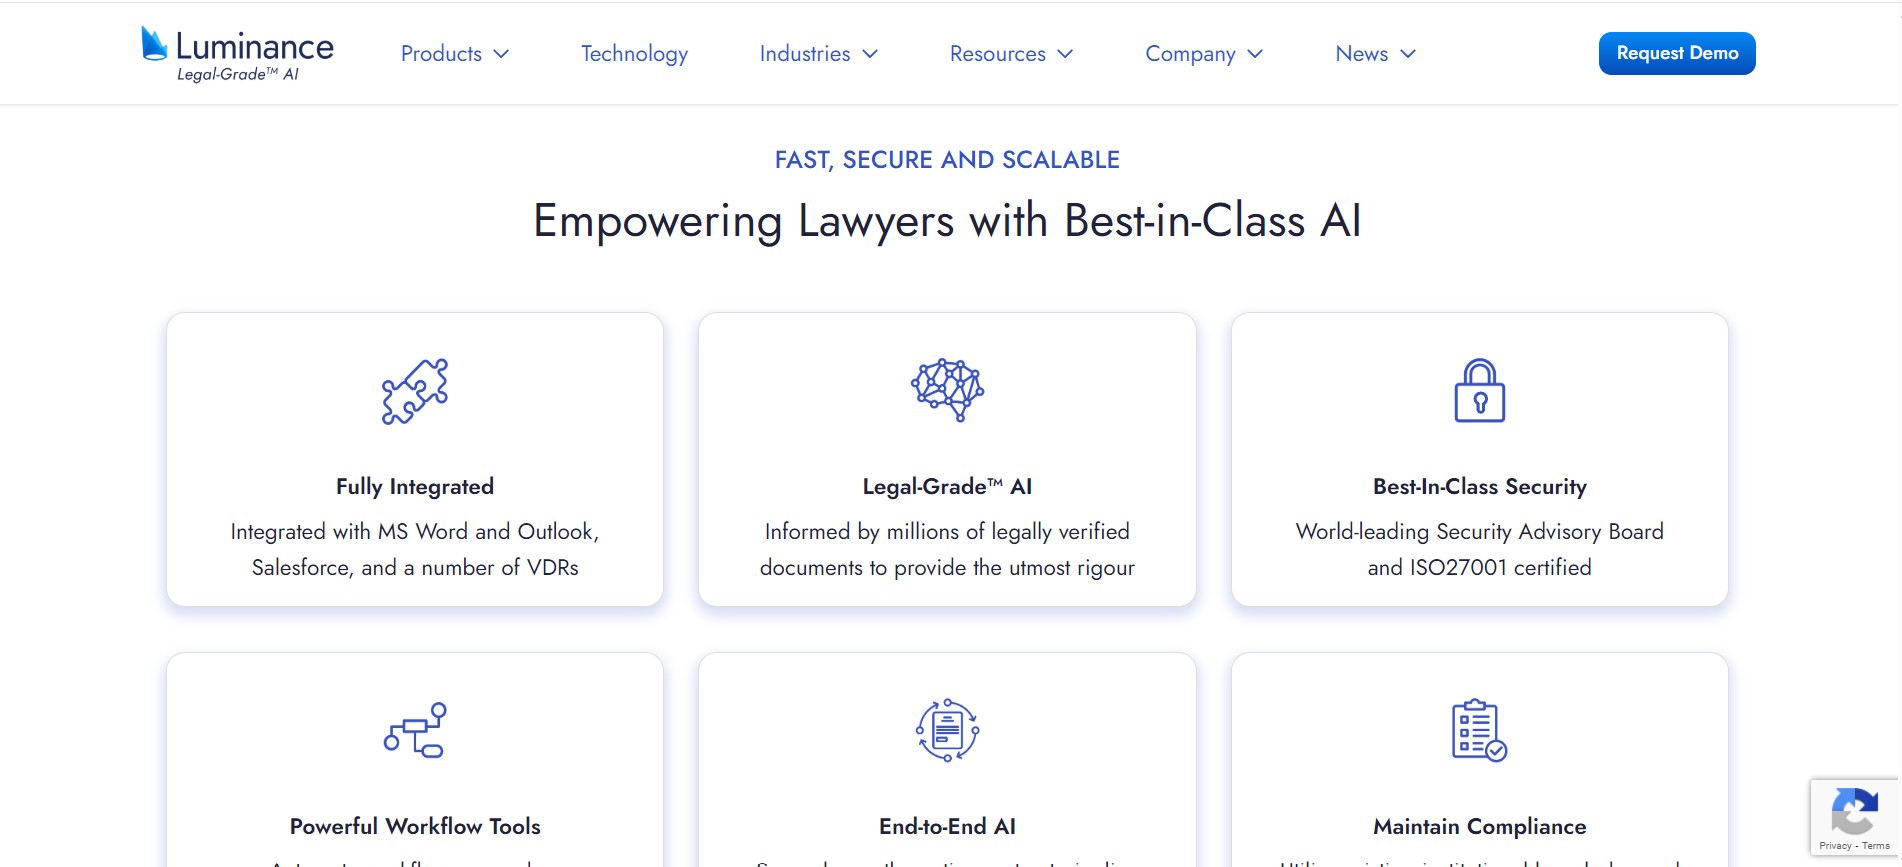 Luminance
Legal-Grade™ AI
Products
Technology
Industries
Resources
Company
News
Request Demo
FAST, SECURE AND SCALABLE
Empowering Lawyers with Best-in-Class AI
Fully Integrated
Integrated with MS Word and Outlook,
Salesforce, and a number of VDRs
Legal-Grade™ AI
Informed by millions of legally verified
documents to provide the utmost rigour
Best-In-Class Security
World-leading Security Advisory Board
and ISO27001 certified
Powerful Workflow Tools
End-to-End AI
Maintain Compliance
Privacy - Terms